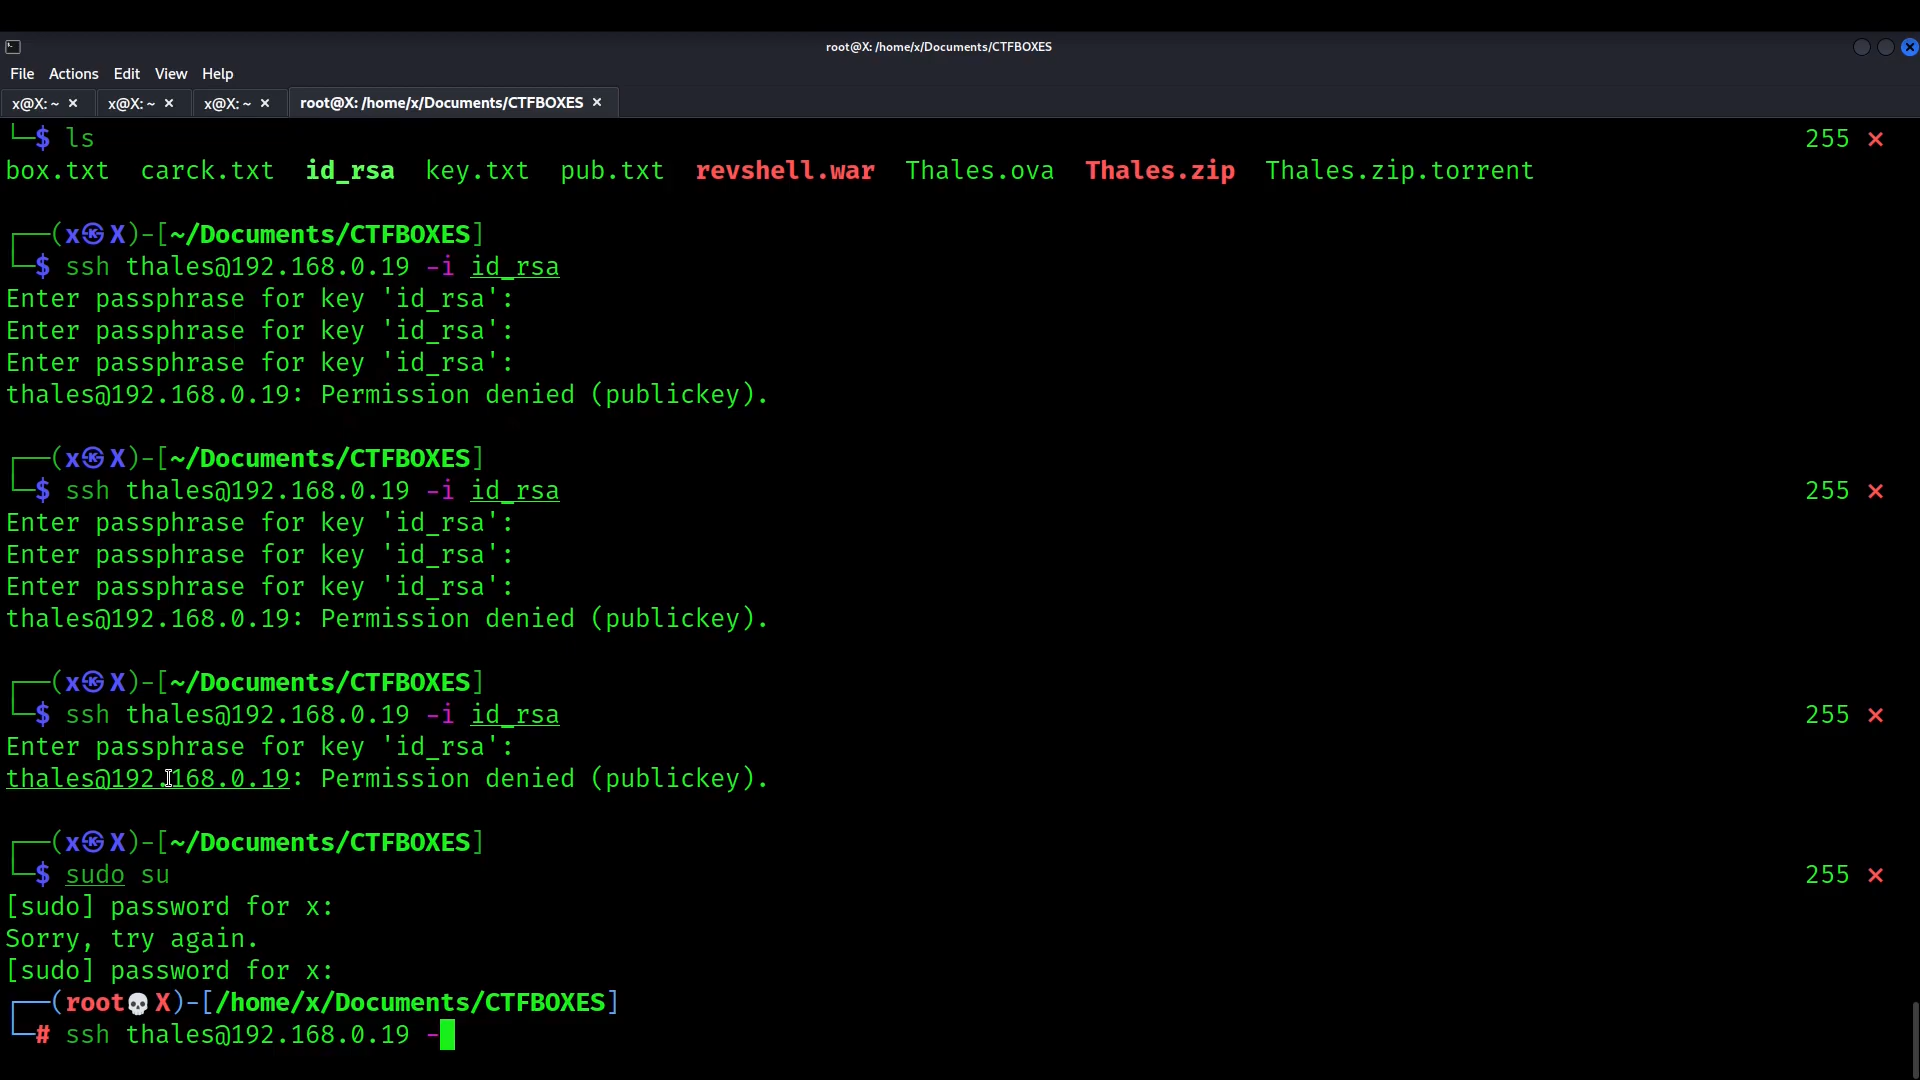 root@X: /home/x/Documents/CTFBOXES
File Actions Edit View Help
x@X: ~ × x@X: ~ × x@X: ~ × root@X: /home/x/Documents/CTFBOXES ×
└─$ ls 255 ⨯
box.txt carck.txt id_rsa key.txt pub.txt revshell.war Thales.ova Thales.zip Thales.zip.torrent
┌──(x㉿X)-[~/Documents/CTFBOXES]
└─$ ssh thales@192.168.0.19 -i id_rsa
Enter passphrase for key 'id_rsa':
Enter passphrase for key 'id_rsa':
Enter passphrase for key 'id_rsa':
thales@192.168.0.19: Permission denied (publickey).
┌──(x㉿X)-[~/Documents/CTFBOXES]
└─$ ssh thales@192.168.0.19 -i id_rsa 255 ⨯
Enter passphrase for key 'id_rsa':
Enter passphrase for key 'id_rsa':
Enter passphrase for key 'id_rsa':
thales@192.168.0.19: Permission denied (publickey).
┌──(x㉿X)-[~/Documents/CTFBOXES]
└─$ ssh thales@192.168.0.19 -i id_rsa 255 ⨯
Enter passphrase for key 'id_rsa':
thales@192.168.0.19: Permission denied (publickey).
┌──(x㉿X)-[~/Documents/CTFBOXES]
└─$ sudo su 255 ⨯
[sudo] password for x:
Sorry, try again.
[sudo] password for x:
┌──(root💀X)-[/home/x/Documents/CTFBOXES]
└─# ssh thales@192.168.0.19 -